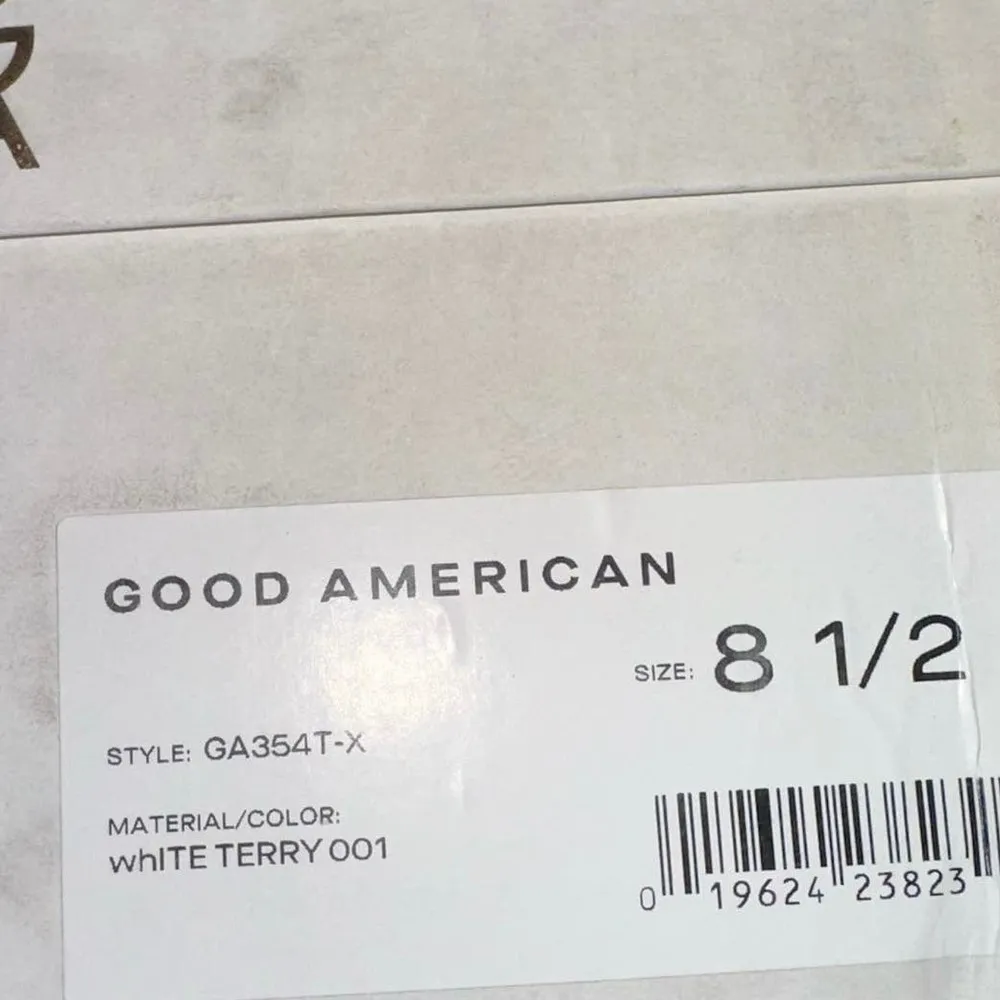 R
GOOD AMERICAN
SIZE: 8 1/2
STYLE: GA354T-X
MATERIAL/COLOR:
whITE TERRY 001
0 19624 23823